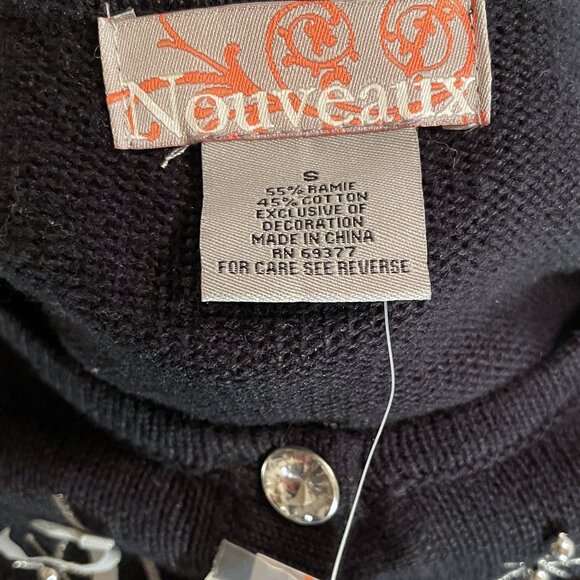 Nouveaux
S
55% RAMIE
45% COTTON
EXCLUSIVE OF
DECORATION
MADE IN CHINA
RN 69377
FOR CARE SEE REVERSE